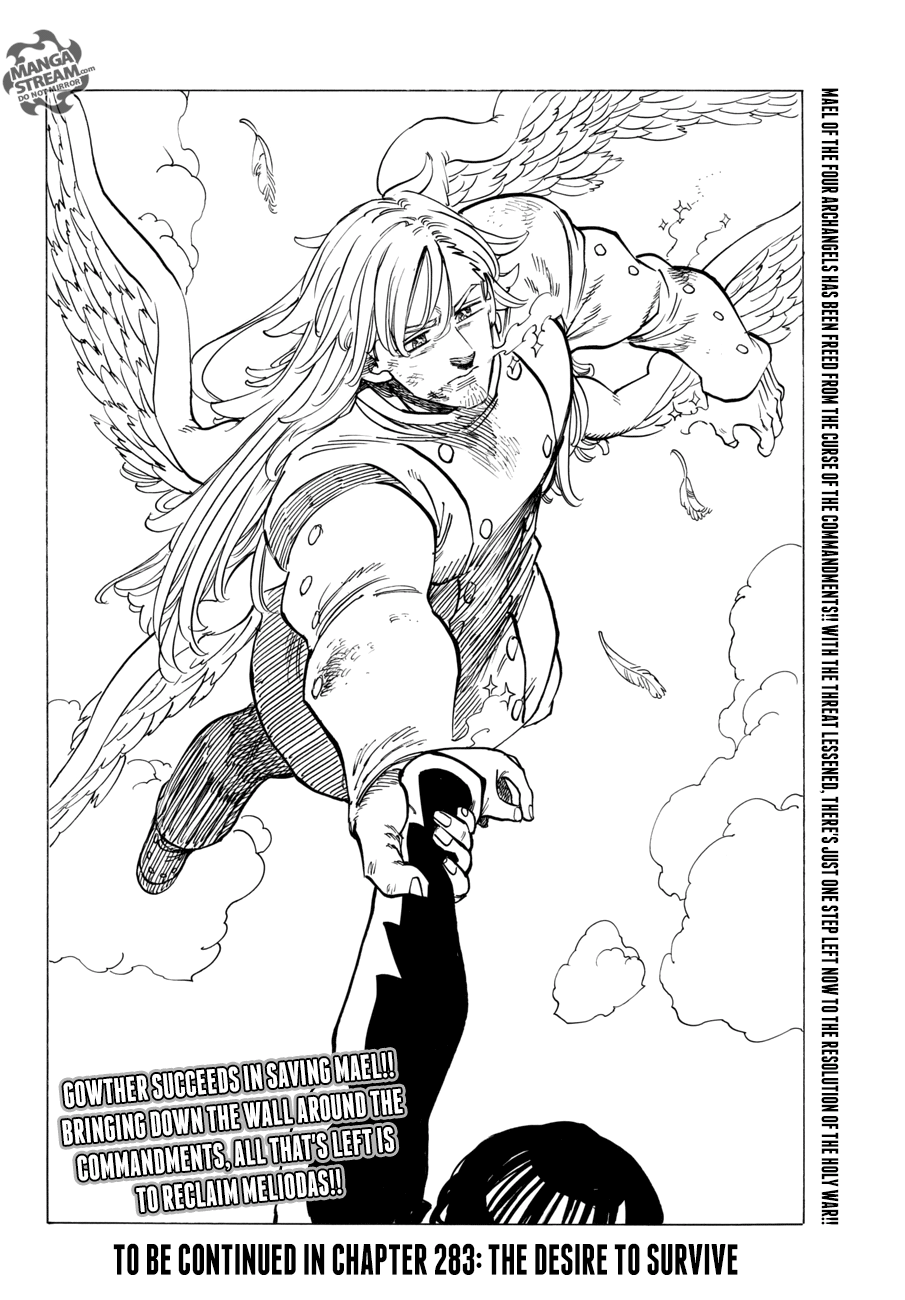 MANGA
STREAM.com
DO NOT MIRROR
MAEL OF THE FOUR ARCHANGELS HAS BEEN FREED FROM THE CURSE OF THE COMMANDMENTS!! WITH THE THREAT LESSENED, THERE'S JUST ONE STEP LEFT NOW TO THE RESOLUTION OF THE HOLY WAR!!
GOWTHER SUCCEEDS IN SAVING MAEL!!
BRINGING DOWN THE WALL AROUND THE
COMMANDMENTS, ALL THAT'S LEFT IS
TO RECLAIM MELIODAS!!
TO BE CONTINUED IN CHAPTER 283: THE DESIRE TO SURVIVE